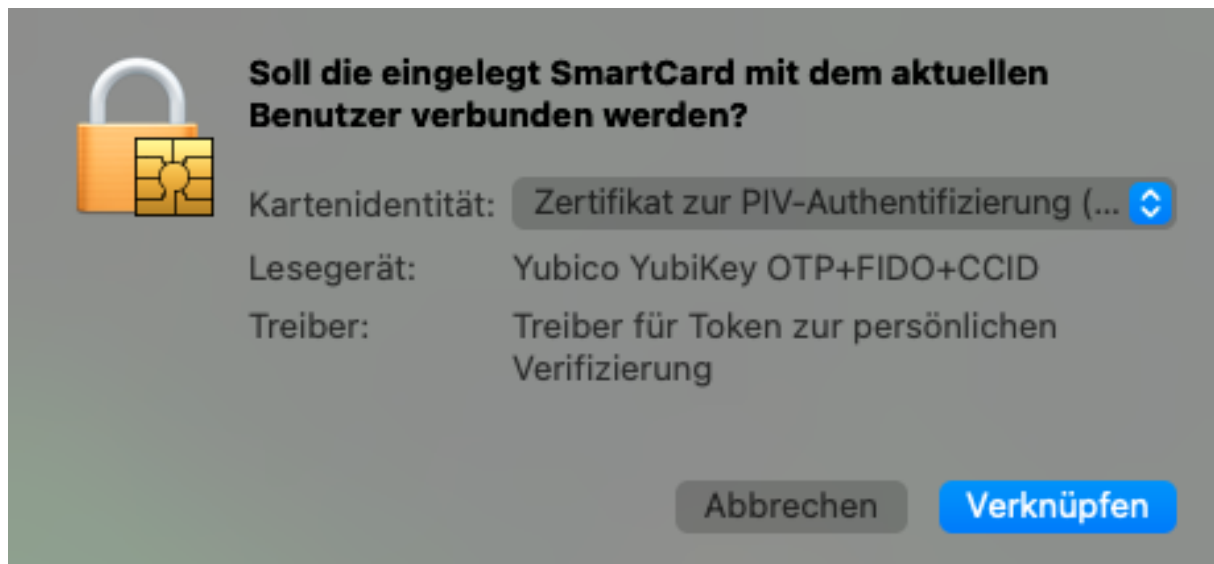 Soll die eingelegt SmartCard mit dem aktuellen
Benutzer verbunden werden?
Kartenidentität: Zertifikat zur PIV-Authentifizierung (...
Lesegerät: Yubico YubiKey OTP+FIDO+CCID
Treiber: Treiber für Token zur persönlichen
Verifizierung
Abbrechen Verknüpfen